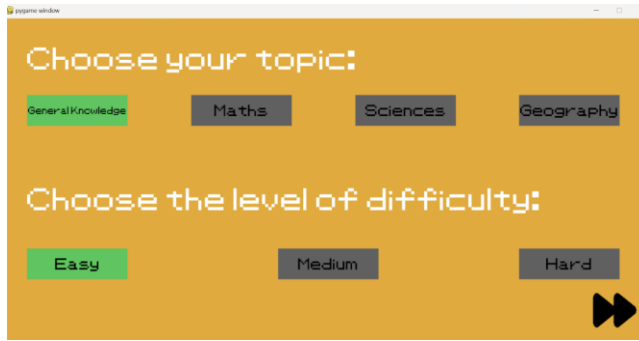 pygame window
Choose your topic:
General Knowledge Maths Sciences Geography
Choose the level of difficulty:
Easy Medium Hard